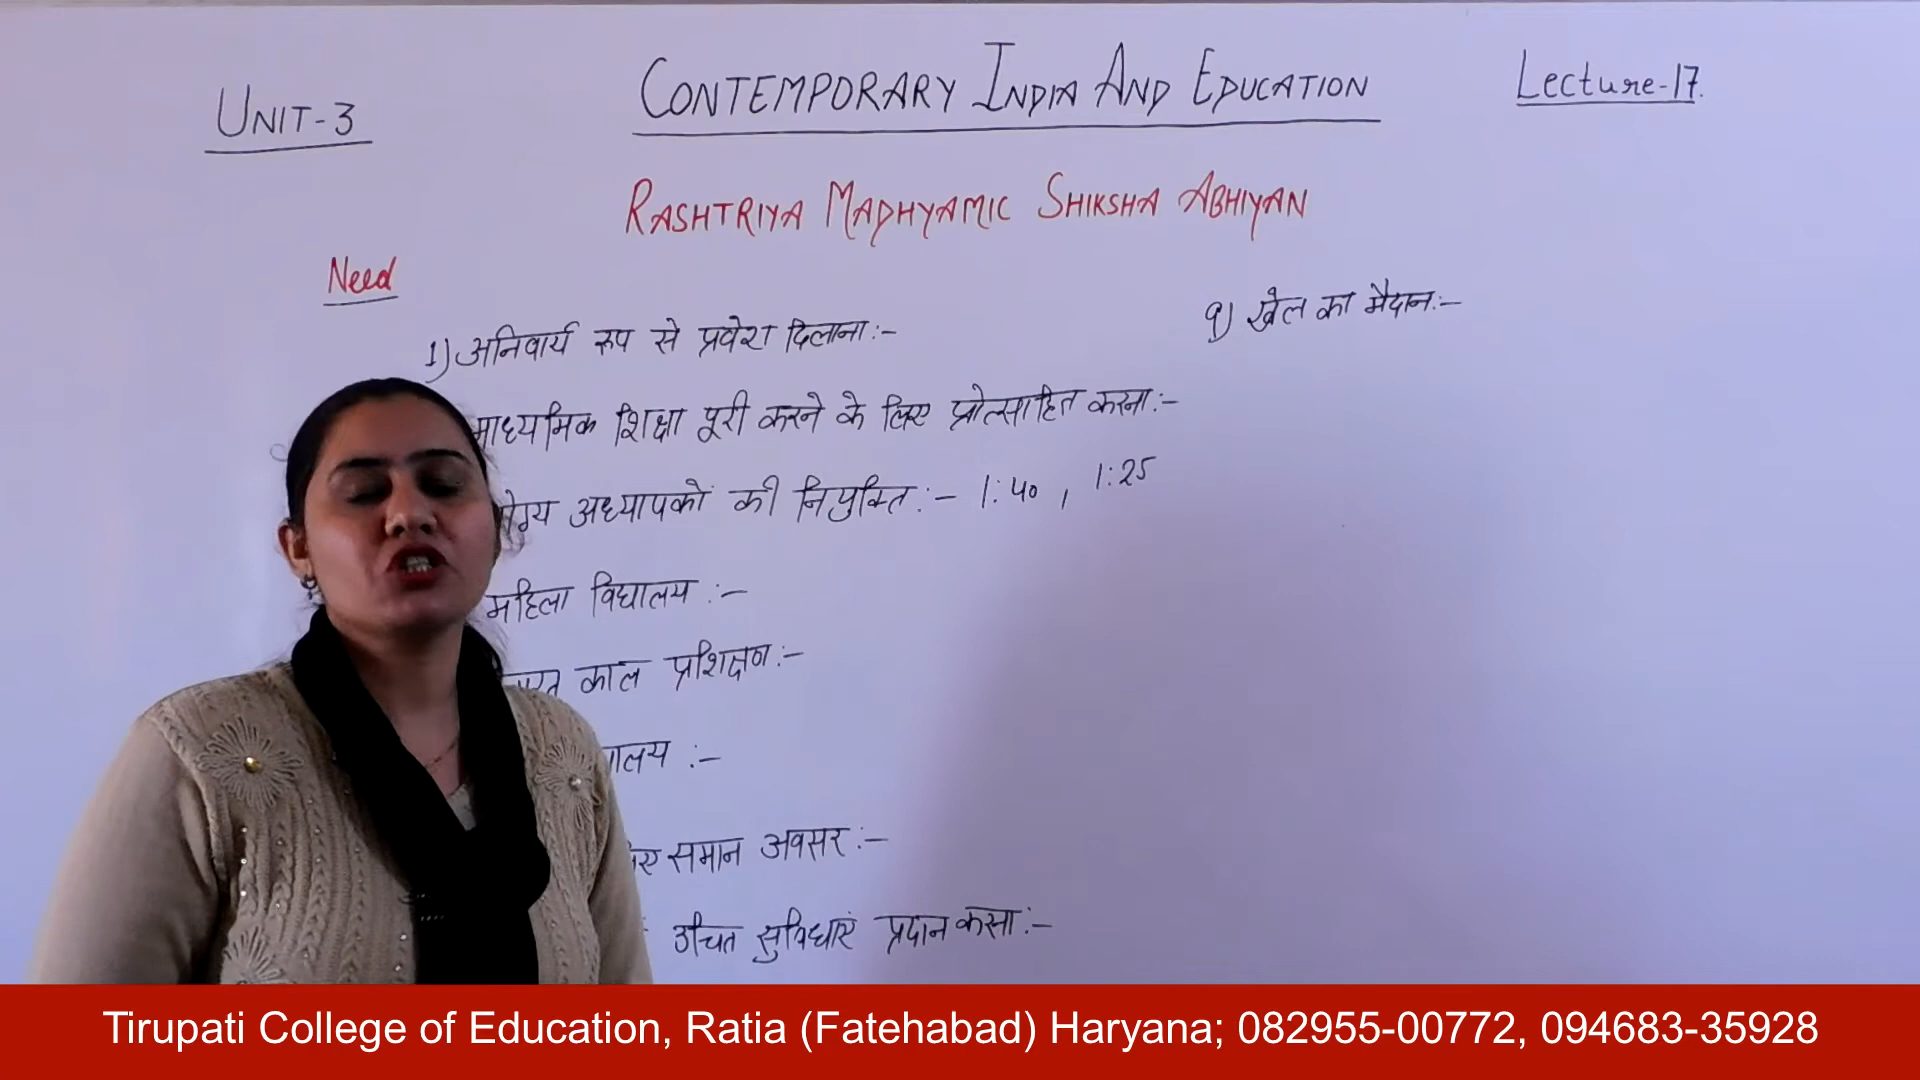 UNIT-3
CONTEMPORARY INDIA AND EDUCATION
Lecture-17.
RASHTRIYA MADHYAMIC SHIKSHA ABHIYAN
Need
1) अनिवार्य रूप से प्रवेश दिलाना:-
माध्यमिक शिक्षा पूरी करने के लिए प्रोत्साहित करना:-
योग्य अध्यापकों की नियुक्ति:- 1:40, 1:25
महिला विद्यालय:-
काल प्रशिक्षण:-
समान अवसर:-
उचित सुविधाएं प्रदान करना:-
9) खेल का मैदान:-
Tirupati College of Education, Ratia (Fatehabad) Haryana; 082955-00772, 094683-35928